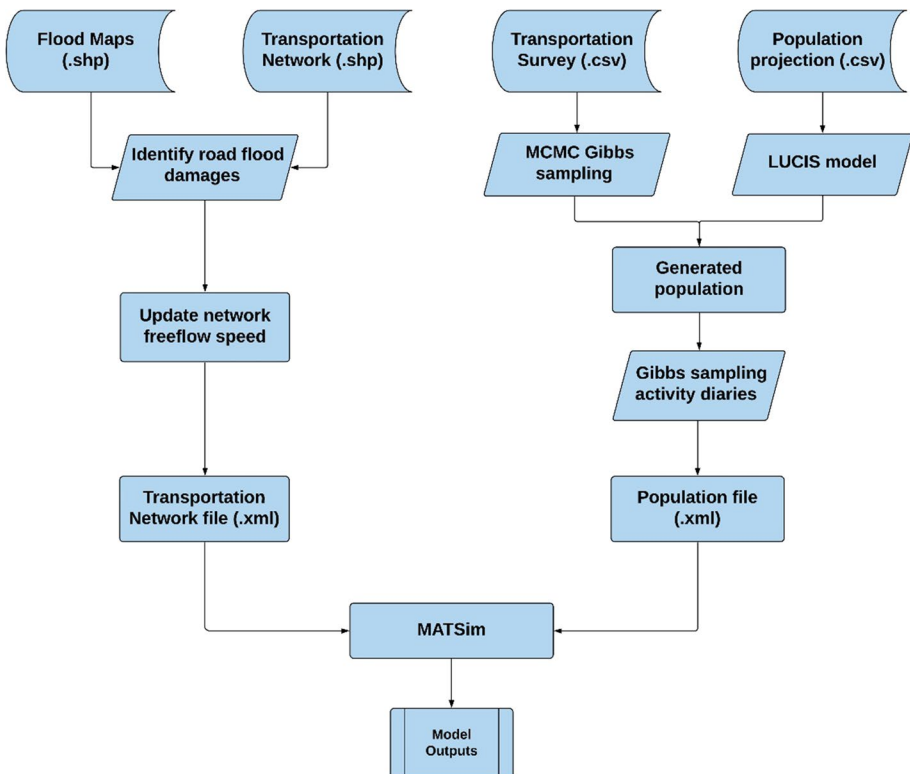 Flood Maps
(.shp)
Transportation
Network (.shp)
Transportation
Survey (.csv)
Population
projection (.csv)
Identify road flood
damages
MCMC Gibbs
sampling
LUCIS model
Generated
population
Update network
freeflow speed
Gibbs sampling
activity diaries
Transportation
Network file (.xml)
Population file
(.xml)
MATSim
Model
Outputs